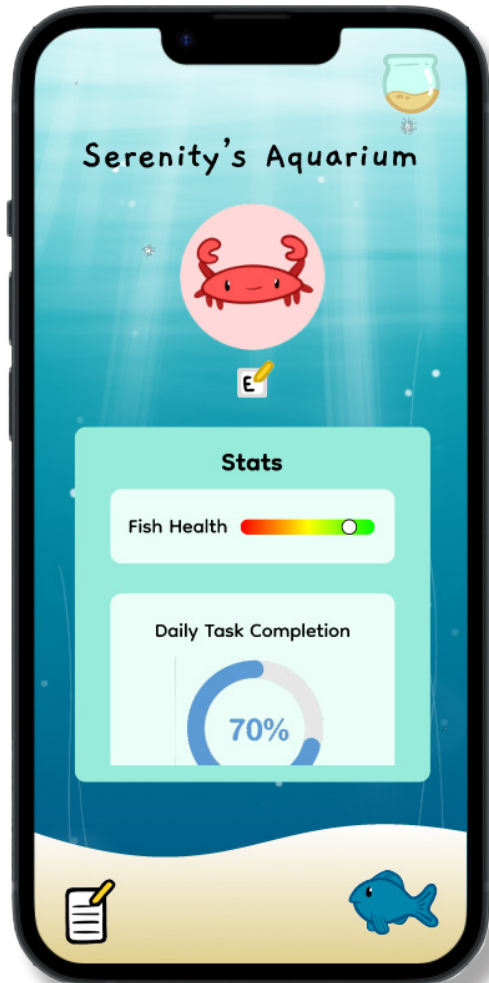 Serenity's Aquarium
E
Stats
Fish Health
Daily Task Completion
70%